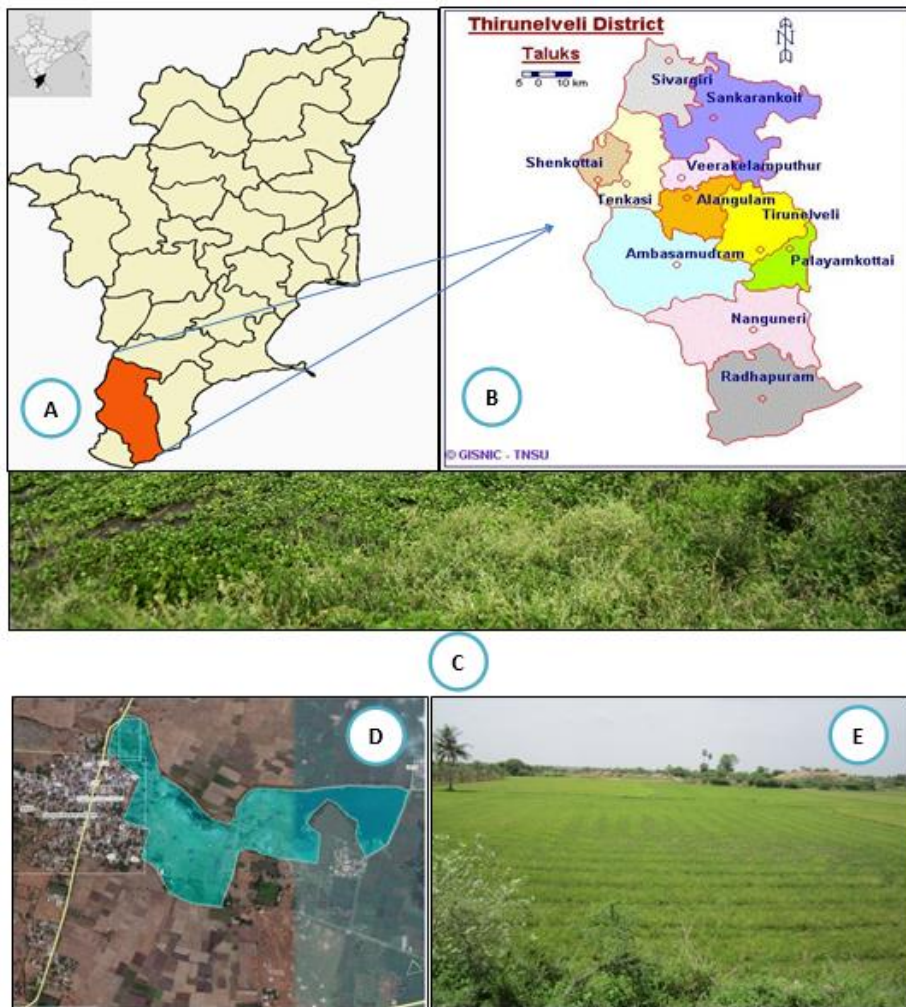 Thirunelveli District
Taluks
N
5 0 10 km
Sivargiri
Sankarankoil
Shenkottai
Veerakelamputhur
Tenkasi
Alangulam
Tirunelveli
Ambasamudram
Palayamkottai
Nanguneri
A
B
Radhapuram
© GISNIC - TNSU
C
D
E